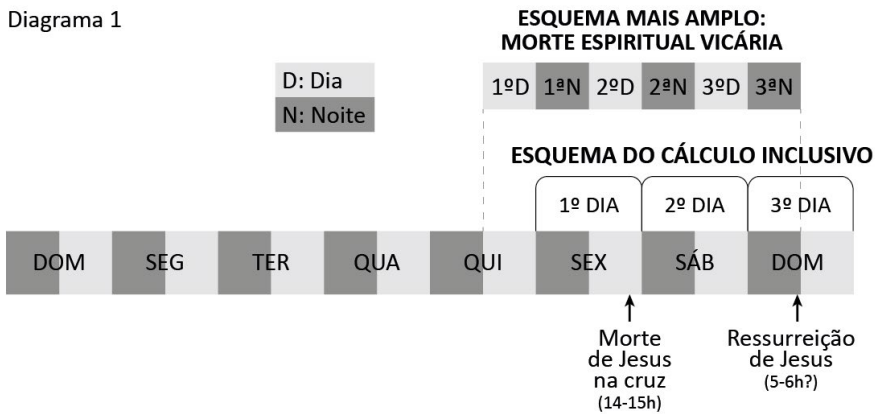 Diagrama 1
ESQUEMA MAIS AMPLO:
MORTE ESPIRITUAL VICÁRIA
D: Dia
N: Noite
1ºD 1ªN 2ºD 2ªN 3ºD 3ªN
ESQUEMA DO CÁLCULO INCLUSIVO
1º DIA 2º DIA 3º DIA
DOM SEG TER QUA QUI SEX SÁB DOM
Morte
de Jesus
na cruz
(14-15h)
Ressurreição
de Jesus
(5-6h?)